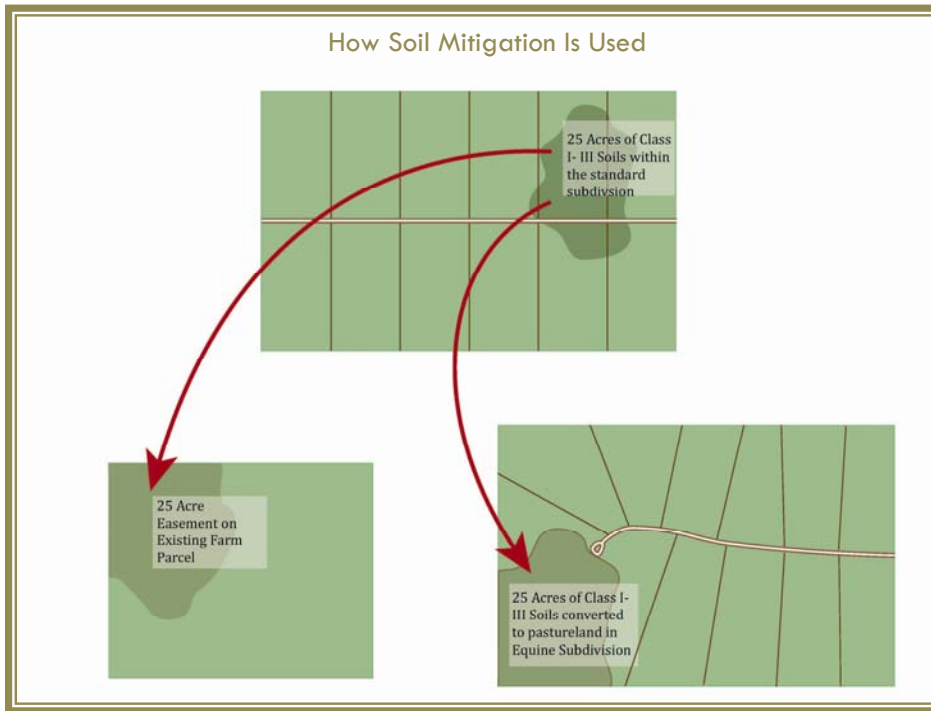 How Soil Mitigation Is Used
25 Acres of Class
I- III Soils within
the standard
subdivsion
25 Acre
Easement on
Existing Farm
Parcel
25 Acres of Class I-
III Soils converted
to pastureland in
Equine Subdivision